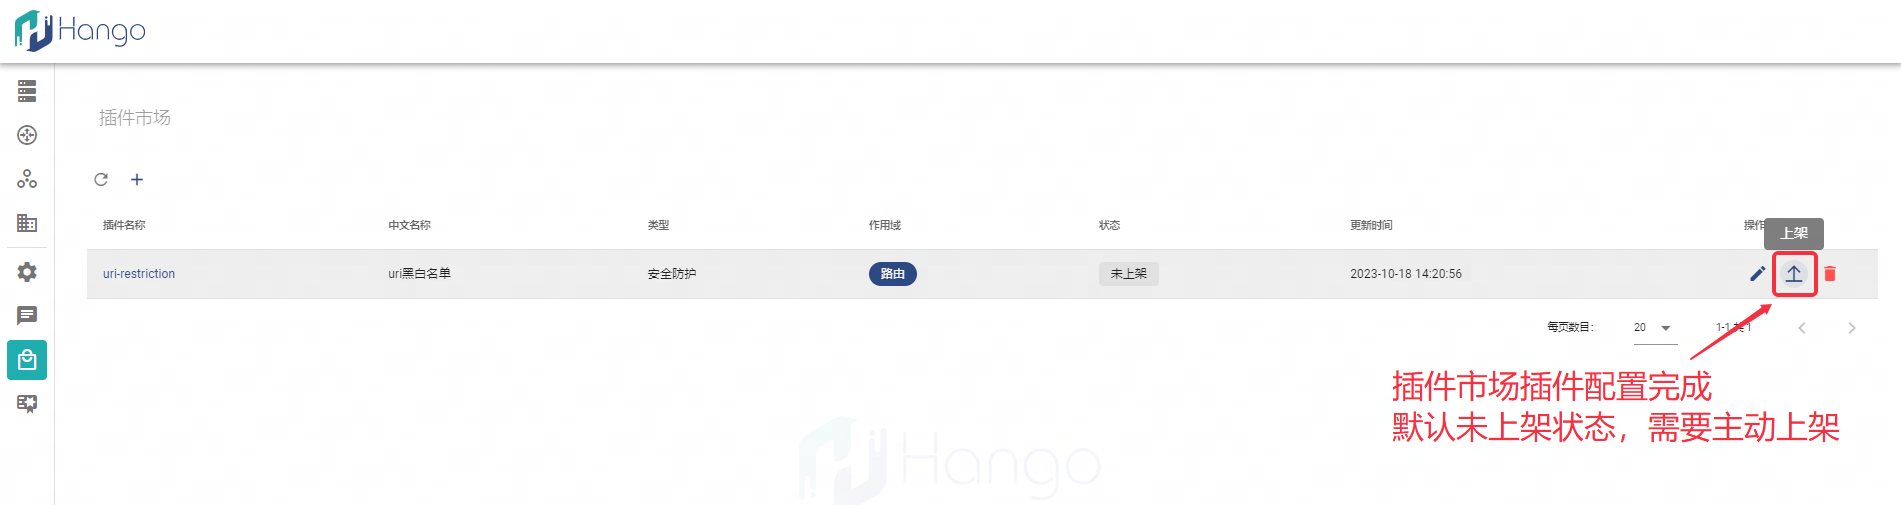 Hango
插件市场
插件名称 中文名称 类型 作用域 状态 更新时间 操作
上架
uri-restriction uri黑白名单 安全防护 路由 未上架 2023-10-18 14:20:56
每页数目: 20 1-1 共 1
插件市场插件配置完成
默认未上架状态，需要主动上架
Hango